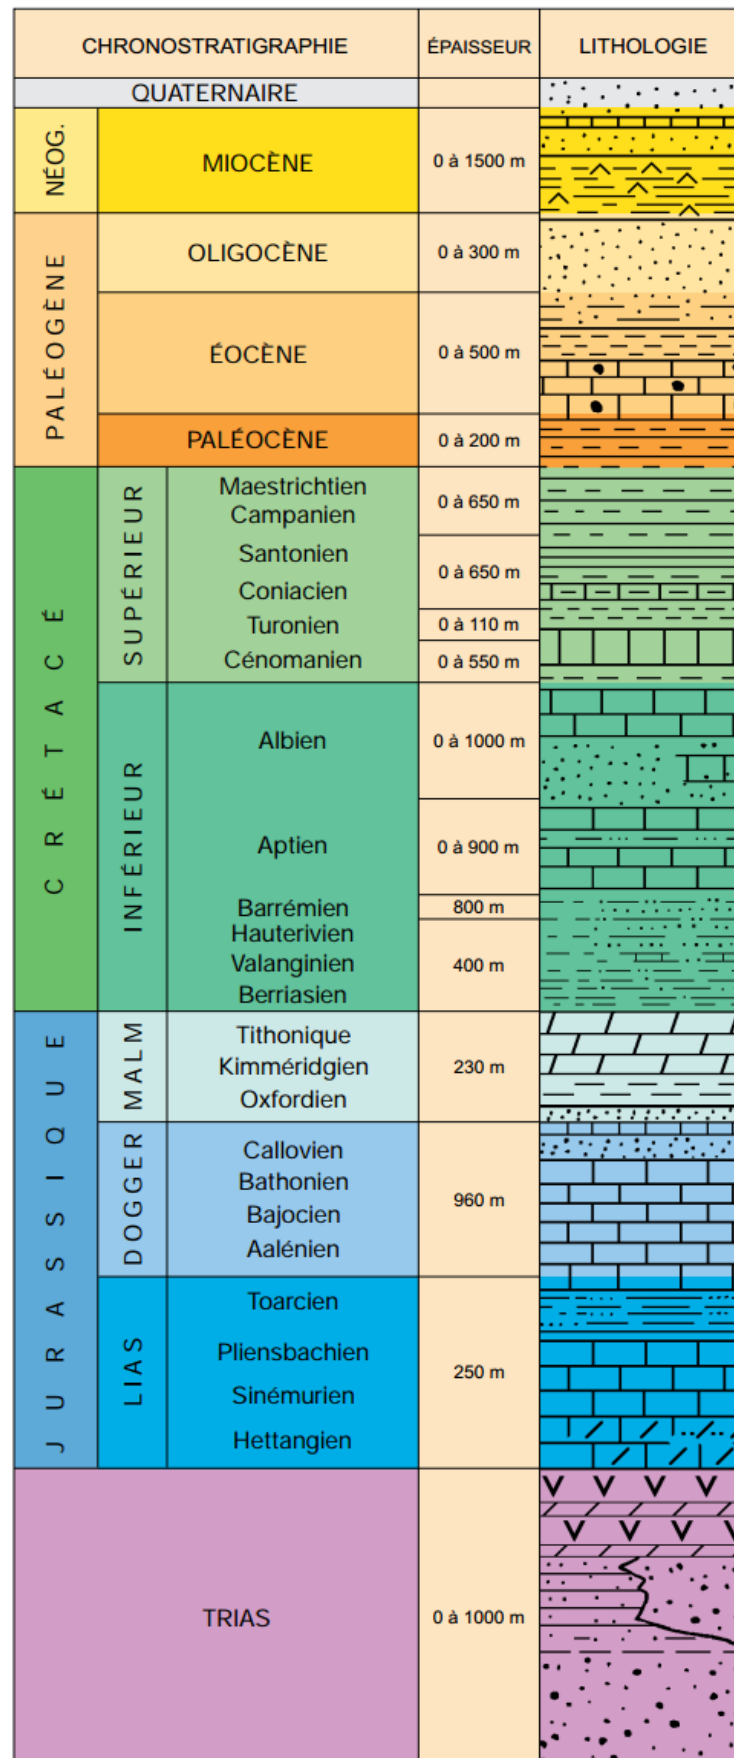 CHRONOSTRATIGRAPHIE
ÉPAISSEUR
LITHOLOGIE
QUATERNAIRE
NÉOG.
MIOCÈNE
0 à 1500 m
PALÉOGÈNE
OLIGOCÈNE
0 à 300 m
ÉOCÈNE
0 à 500 m
PALÉOCÈNE
0 à 200 m
CRÉTACÉ
SUPÉRIEUR
Maestrichtien
Campanien
0 à 650 m
Santonien
Coniacien
0 à 650 m
Turonien
0 à 110 m
Cénomanien
0 à 550 m
INFÉRIEUR
Albien
0 à 1000 m
Aptien
0 à 900 m
Barrémien
800 m
Hauterivien
Valanginien
Berriasien
400 m
JURASSIQUE
MALM
Tithonique
Kimméridgien
Oxfordien
230 m
DOGGER
Callovien
Bathonien
Bajocien
Aalénien
960 m
LIAS
Toarcien
Pliensbachien
Sinémurien
Hettangien
250 m
TRIAS
0 à 1000 m